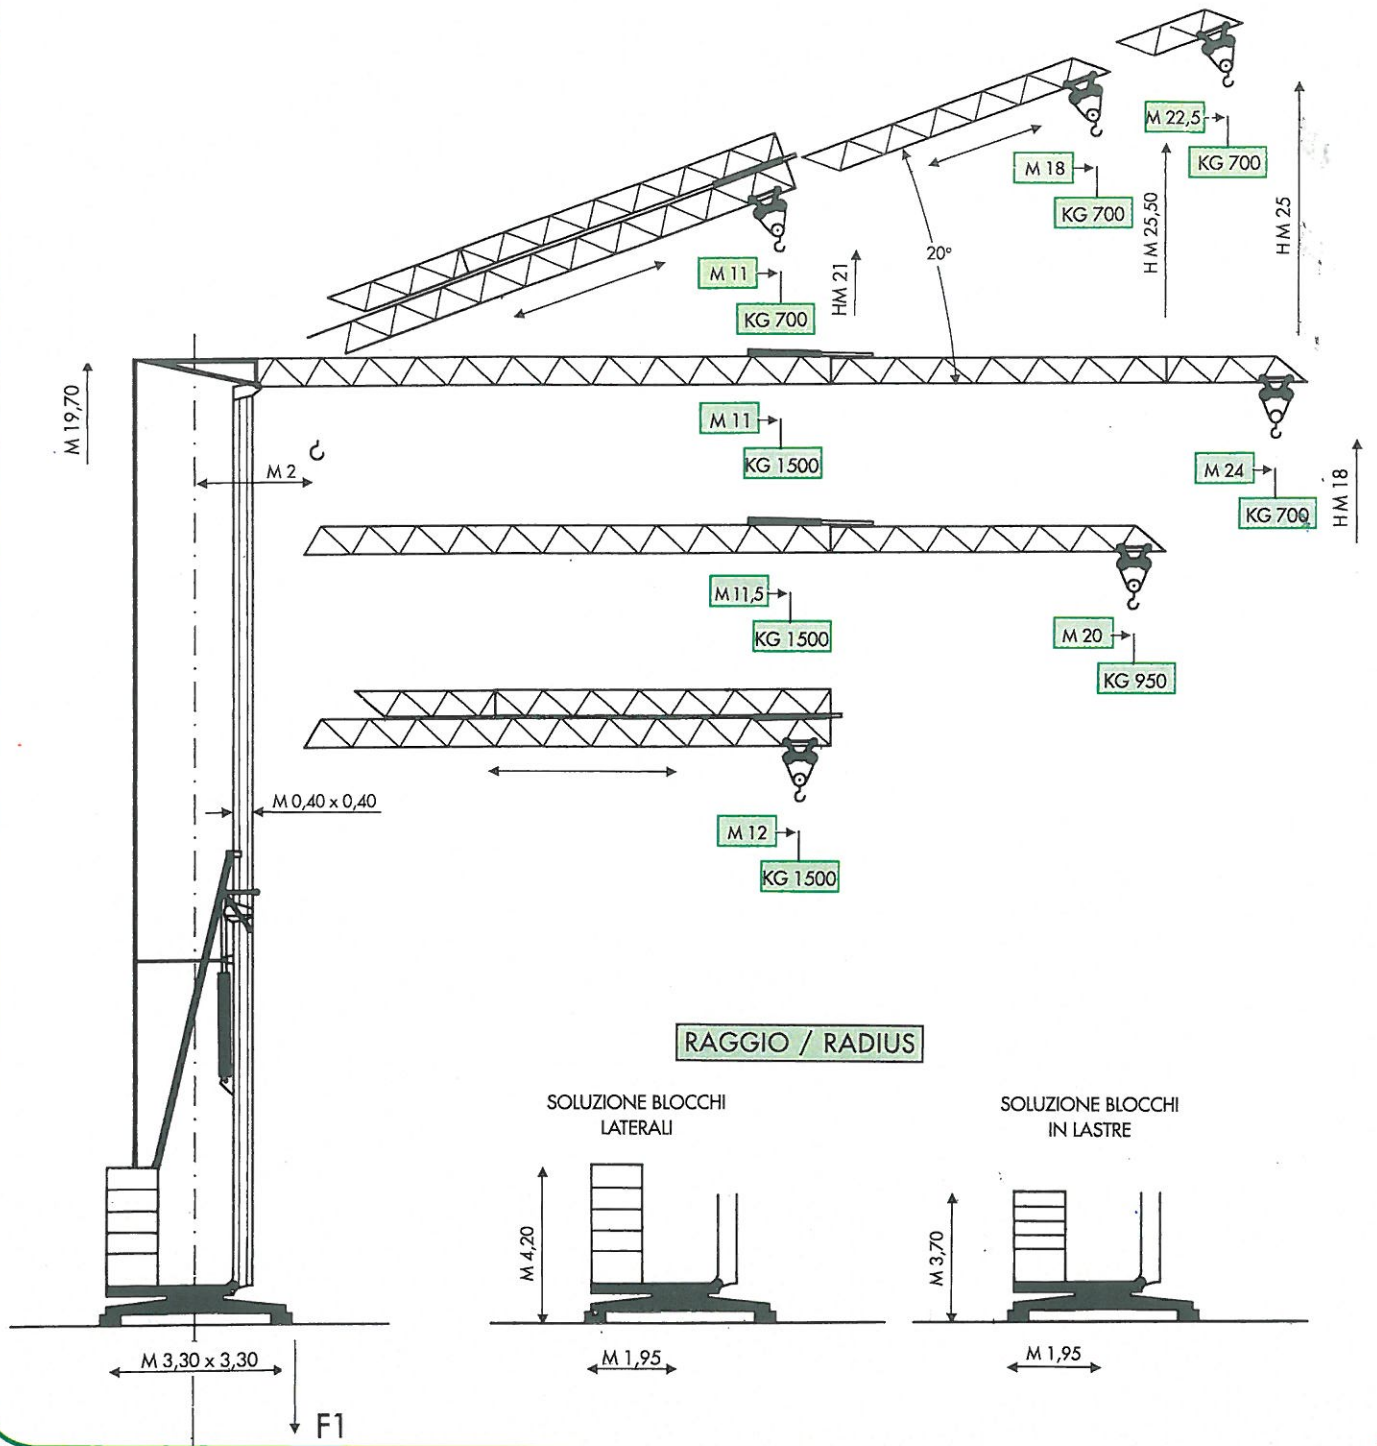 M 22,5
KG 700
M 18
KG 700
HM 25,50
HM 25
20°
M 11
KG 700
HM 21
M 19,70
M 11
KG 1500
M 2
M 24
KG 700
HM 18
M 11,5
KG 1500
M 20
KG 950
M 0,40 x 0,40
M 12
KG 1500
RAGGIO / RADIUS
SOLUZIONE BLOCCHI
LATERALI
SOLUZIONE BLOCCHI
IN LASTRE
M 4,20
M 3,70
M 3,30 x 3,30
M 1,95
M 1,95
F1